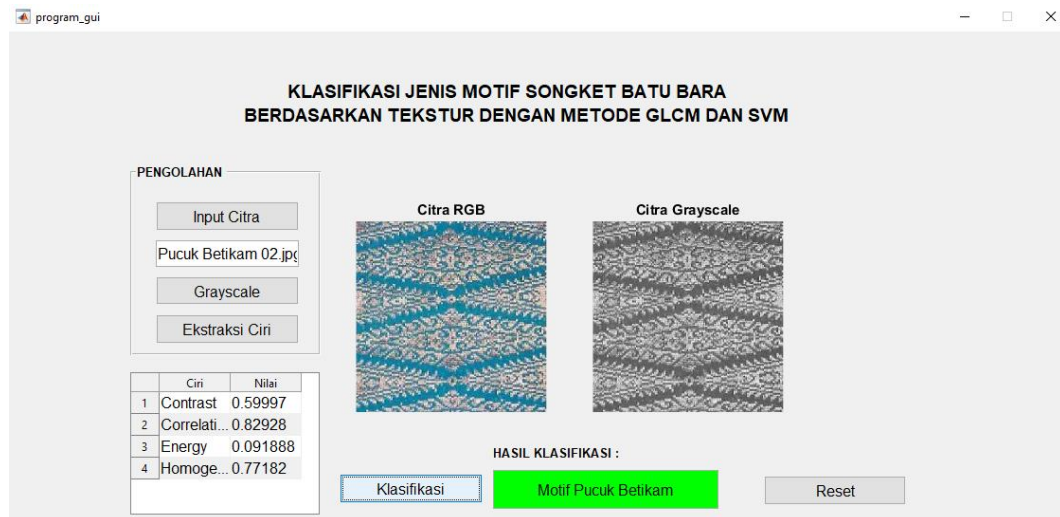 program_gui
KLASIFIKASI JENIS MOTIF SONGKET BATU BARA
BERDASARKAN TEKSTUR DENGAN METODE GLCM DAN SVM
PENGOLAHAN
Input Citra
Pucuk Betikam 02.jpg
Grayscale
Ekstraksi Ciri
Citra RGB
Citra Grayscale
Ciri Nilai
1 Contrast 0.59997
2 Correlati... 0.82928
3 Energy 0.091888
4 Homoge... 0.77182
HASIL KLASIFIKASI :
Klasifikasi
Motif Pucuk Betikam
Reset